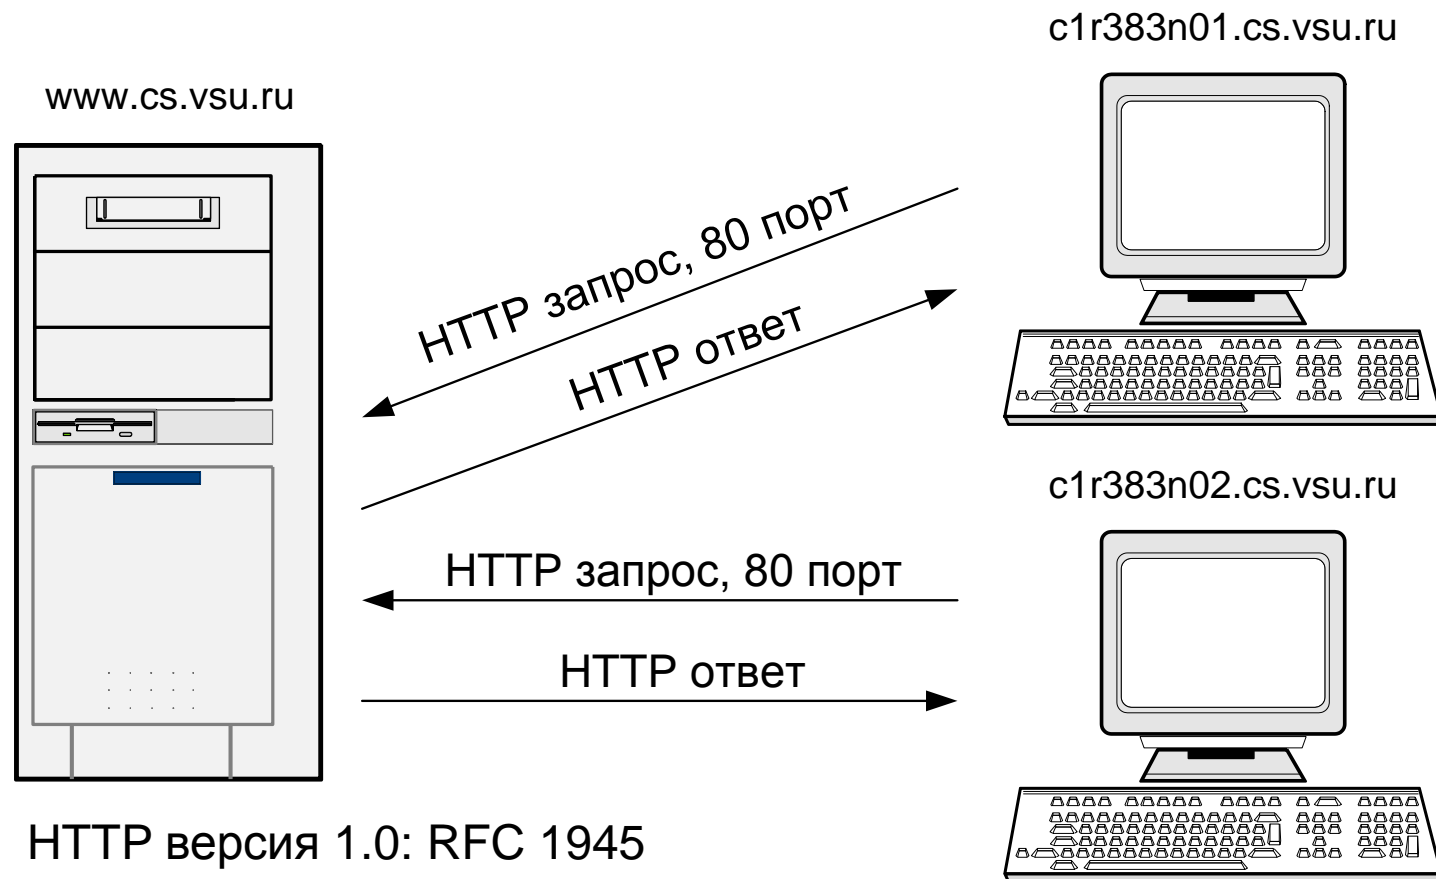 c1r383n01.cs.vsu.ru
www.cs.vsu.ru
HTTP запрос, 80 порт
HTTP ответ
c1r383n02.cs.vsu.ru
HTTP запрос, 80 порт
HTTP ответ
HTTP версия 1.0: RFC 1945